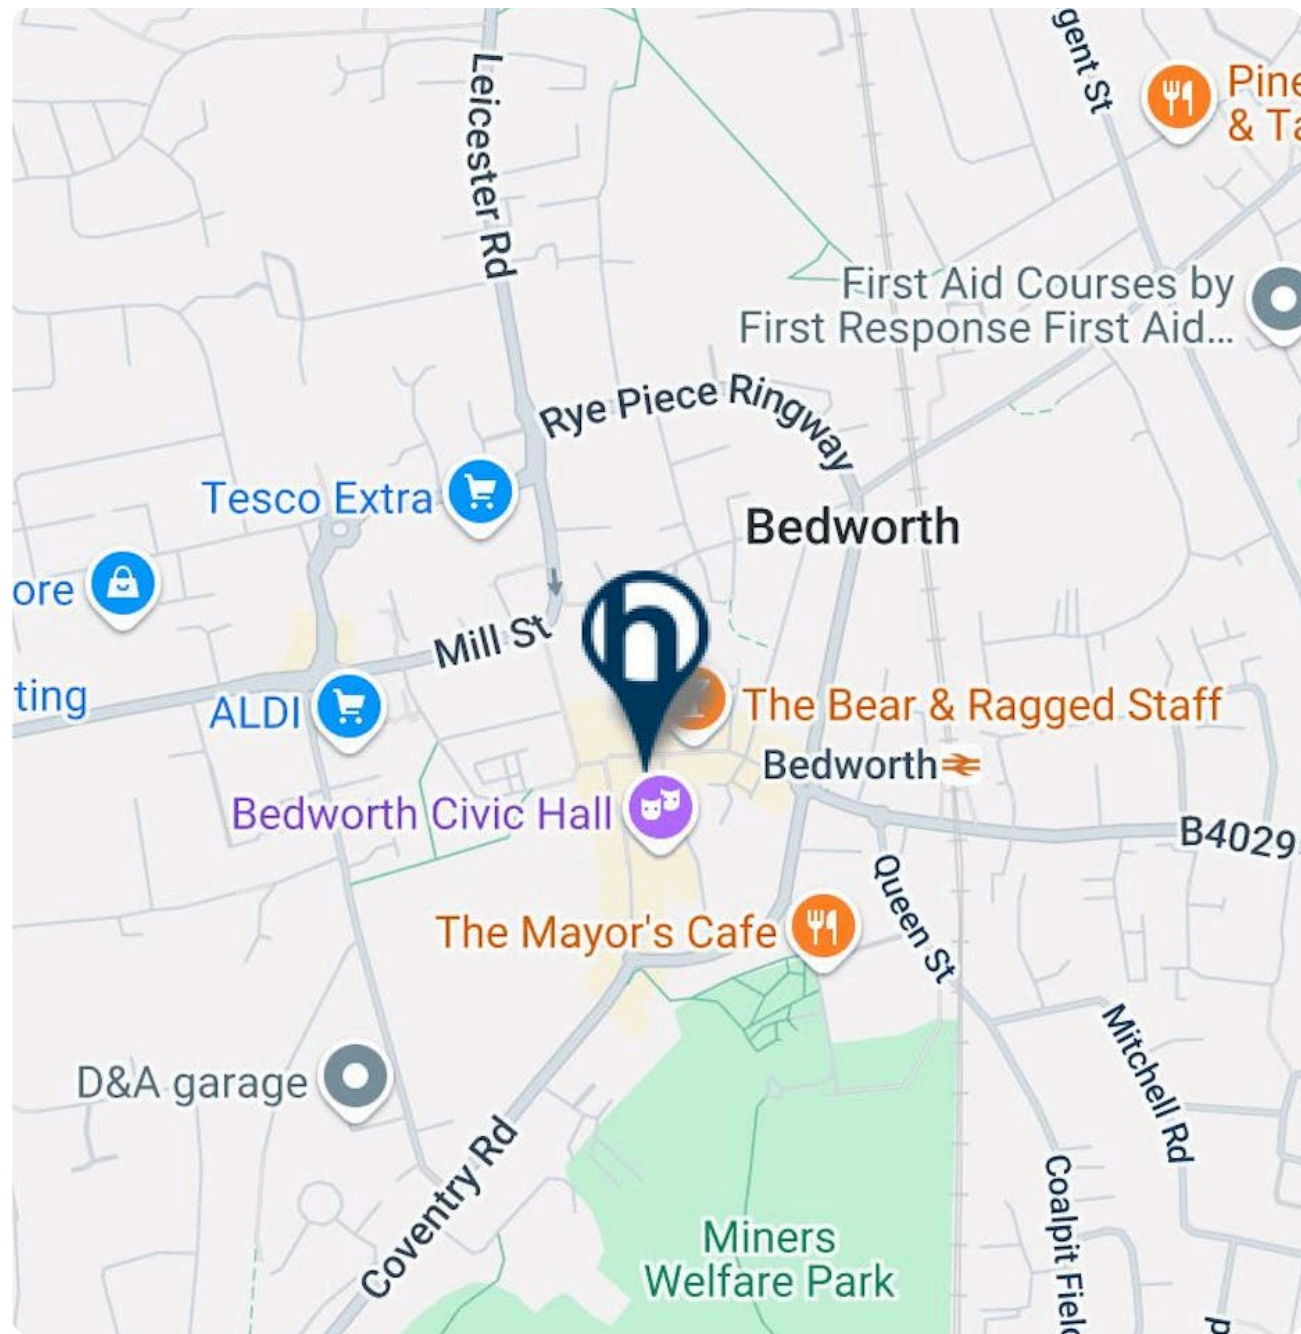 gent St
Pine
& Ta
Leicester Rd
First Aid Courses by
First Response First Aid...
Rye Piece Ringway
Tesco Extra
Bedworth
ore
h
Mill St
ting
ALDI
The Bear & Ragged Staff
Bedworth
Bedworth Civic Hall
B4029
Queen St
The Mayor's Cafe
Mitchell Rd
D&A garage
Coventry Rd
Coalpit Fiel
Miners
Welfare Park